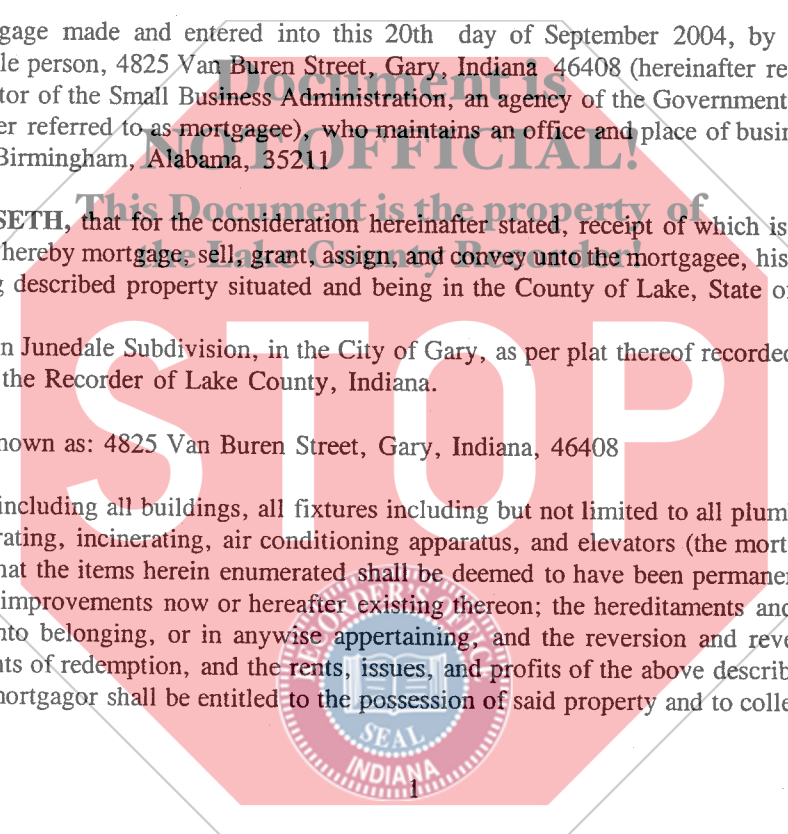 gage made and entered into this 20th day of September 2004, by
le person, 4825 Van Buren Street, Gary, Indiana 46408 (hereinafter re
Document is
tor of the Small Business Administration, an agency of the Government
er referred to as mortgagee), who maintains an office and place of busin
NOT OFFICIAL!
Birmingham, Alabama, 35211
This Document is the property of
SETH, that for the consideration hereinafter stated, receipt of which is
the Lake County Recorder!
hereby mortgage, sell, grant, assign, and convey unto the mortgagee, his
g described property situated and being in the County of Lake, State o
STOP
n Junedale Subdivision, in the City of Gary, as per plat thereof recorded
the Recorder of Lake County, Indiana.
nown as: 4825 Van Buren Street, Gary, Indiana, 46408
including all buildings, all fixtures including but not limited to all plum
rating, incinerating, air conditioning apparatus, and elevators (the mort
hat the items herein enumerated shall be deemed to have been permane
improvements now or hereafter existing thereon; the hereditaments and
nto belonging, or in anywise appertaining, and the reversion and reve
nts of redemption, and the rents, issues, and profits of the above describ
mortgagor shall be entitled to the possession of said property and to colle
RECORDER'S OFFICE
SEAL
INDIANA
1